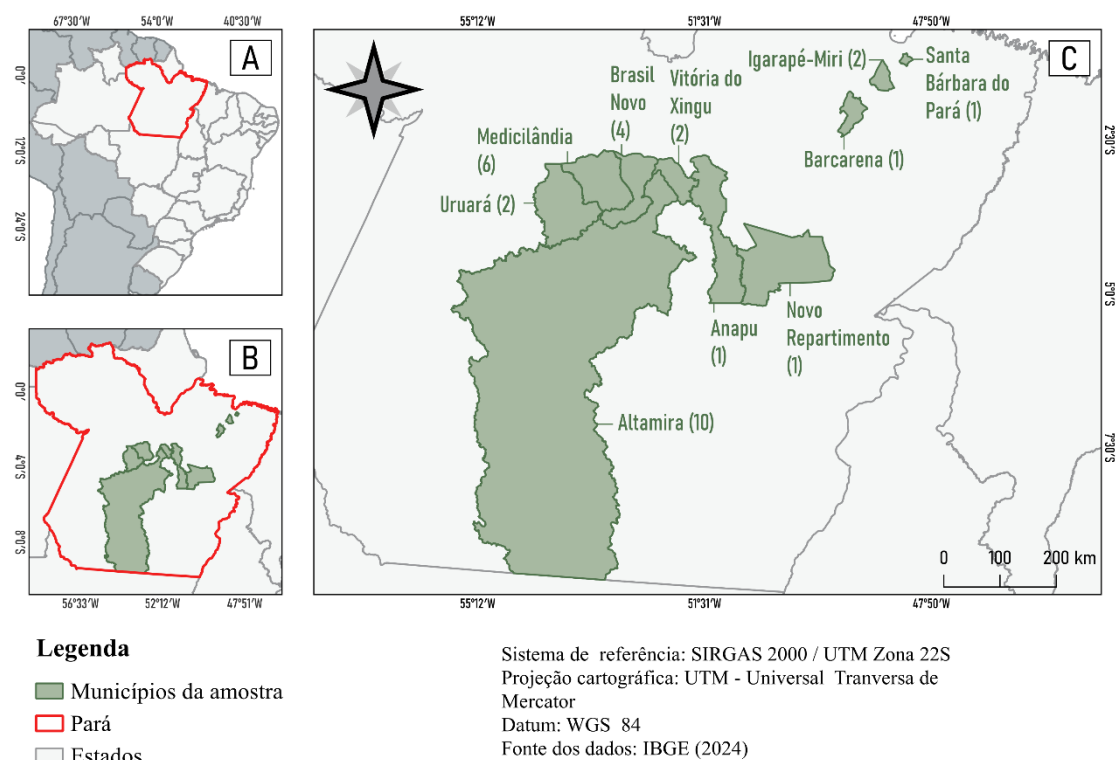 67°30'W 54°0'W 40°30'W
A
0°0'
12°0'S
24°0'S
B
0°0'
4°0'S
8°0'S
56°33'W 52°12'W 47°51'W
55°12'W 51°31'W 47°50'W
C
Igarapé-Miri (2)
Santa
Bárbara do
Pará (1)
Brasil
Novo
(4)
Vitória do
Xingu
(2)
Medicilândia
(6)
Barcarena (1)
Uruará (2)
Anapu
(1)
Novo
Repartimento
(1)
Altamira (10)
2°30'S
5°0'S
7°30'S
0 100 200 km
55°12'W 51°31'W 47°50'W
Legenda
Municípios da amostra
Pará
Estados
Sistema de referência: SIRGAS 2000 / UTM Zona 22S
Projeção cartográfica: UTM - Universal Tranversa de
Mercator
Datum: WGS 84
Fonte dos dados: IBGE (2024)